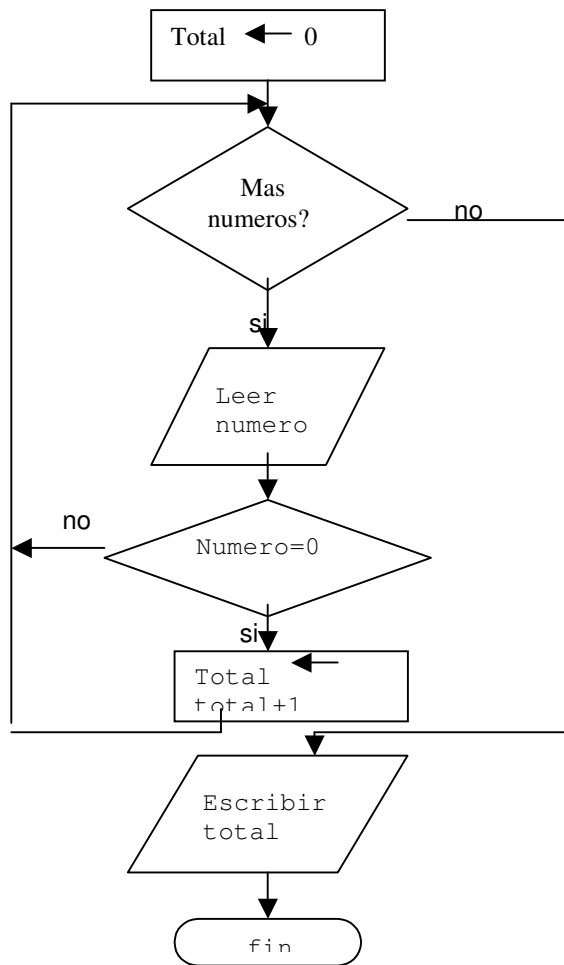 Total ← 0
Mas
numeros?
no
si
Leer
numero
no
Numero=0
si
Total ←
total+1
Escribir
total
fin